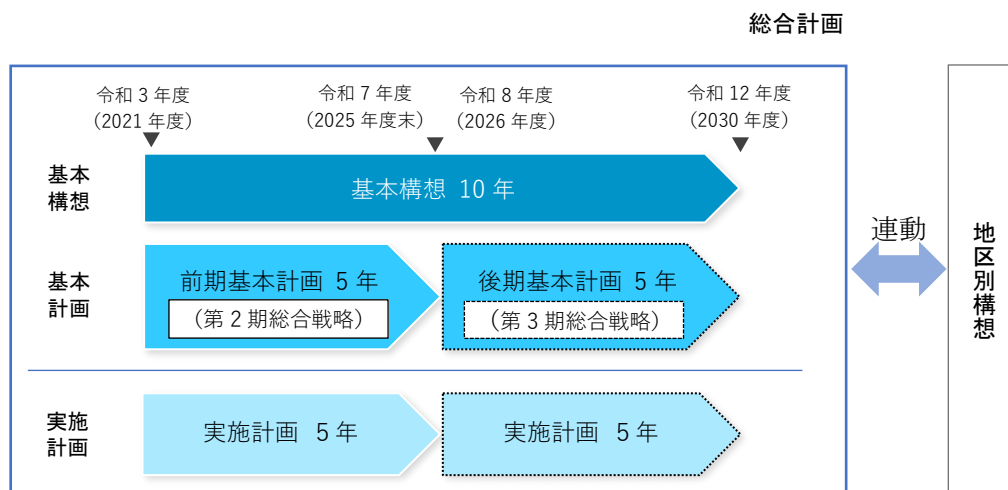 総合計画
令和 3 年度
(2021 年度)
令和 7 年度
(2025 年度末)
令和 8 年度
(2026 年度)
令和 12 年度
(2030 年度)
基本
構想
基本構想 10 年
基本
計画
前期基本計画 5 年
(第 2 期総合戦略)
後期基本計画 5 年
(第 3 期総合戦略)
実施
計画
実施計画 5 年
実施計画 5 年
連動
地区別構想